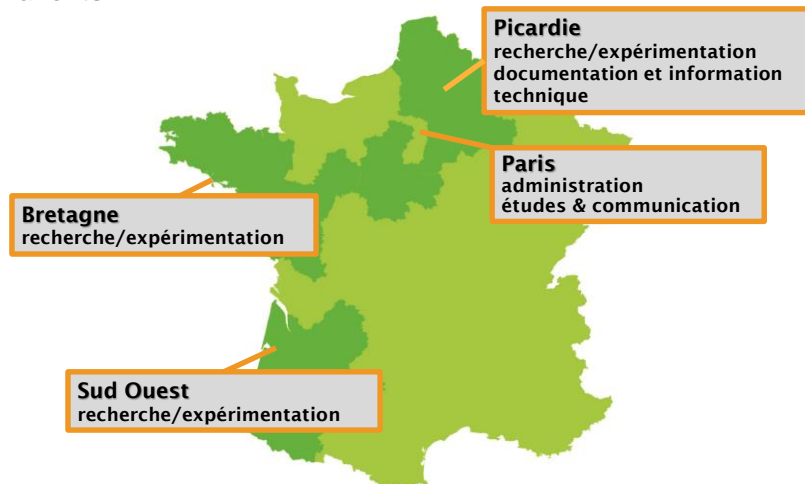 Picardie
recherche/expérimentation
documentation et information
technique
Paris
administration
études & communication
Bretagne
recherche/expérimentation
Sud Ouest
recherche/expérimentation